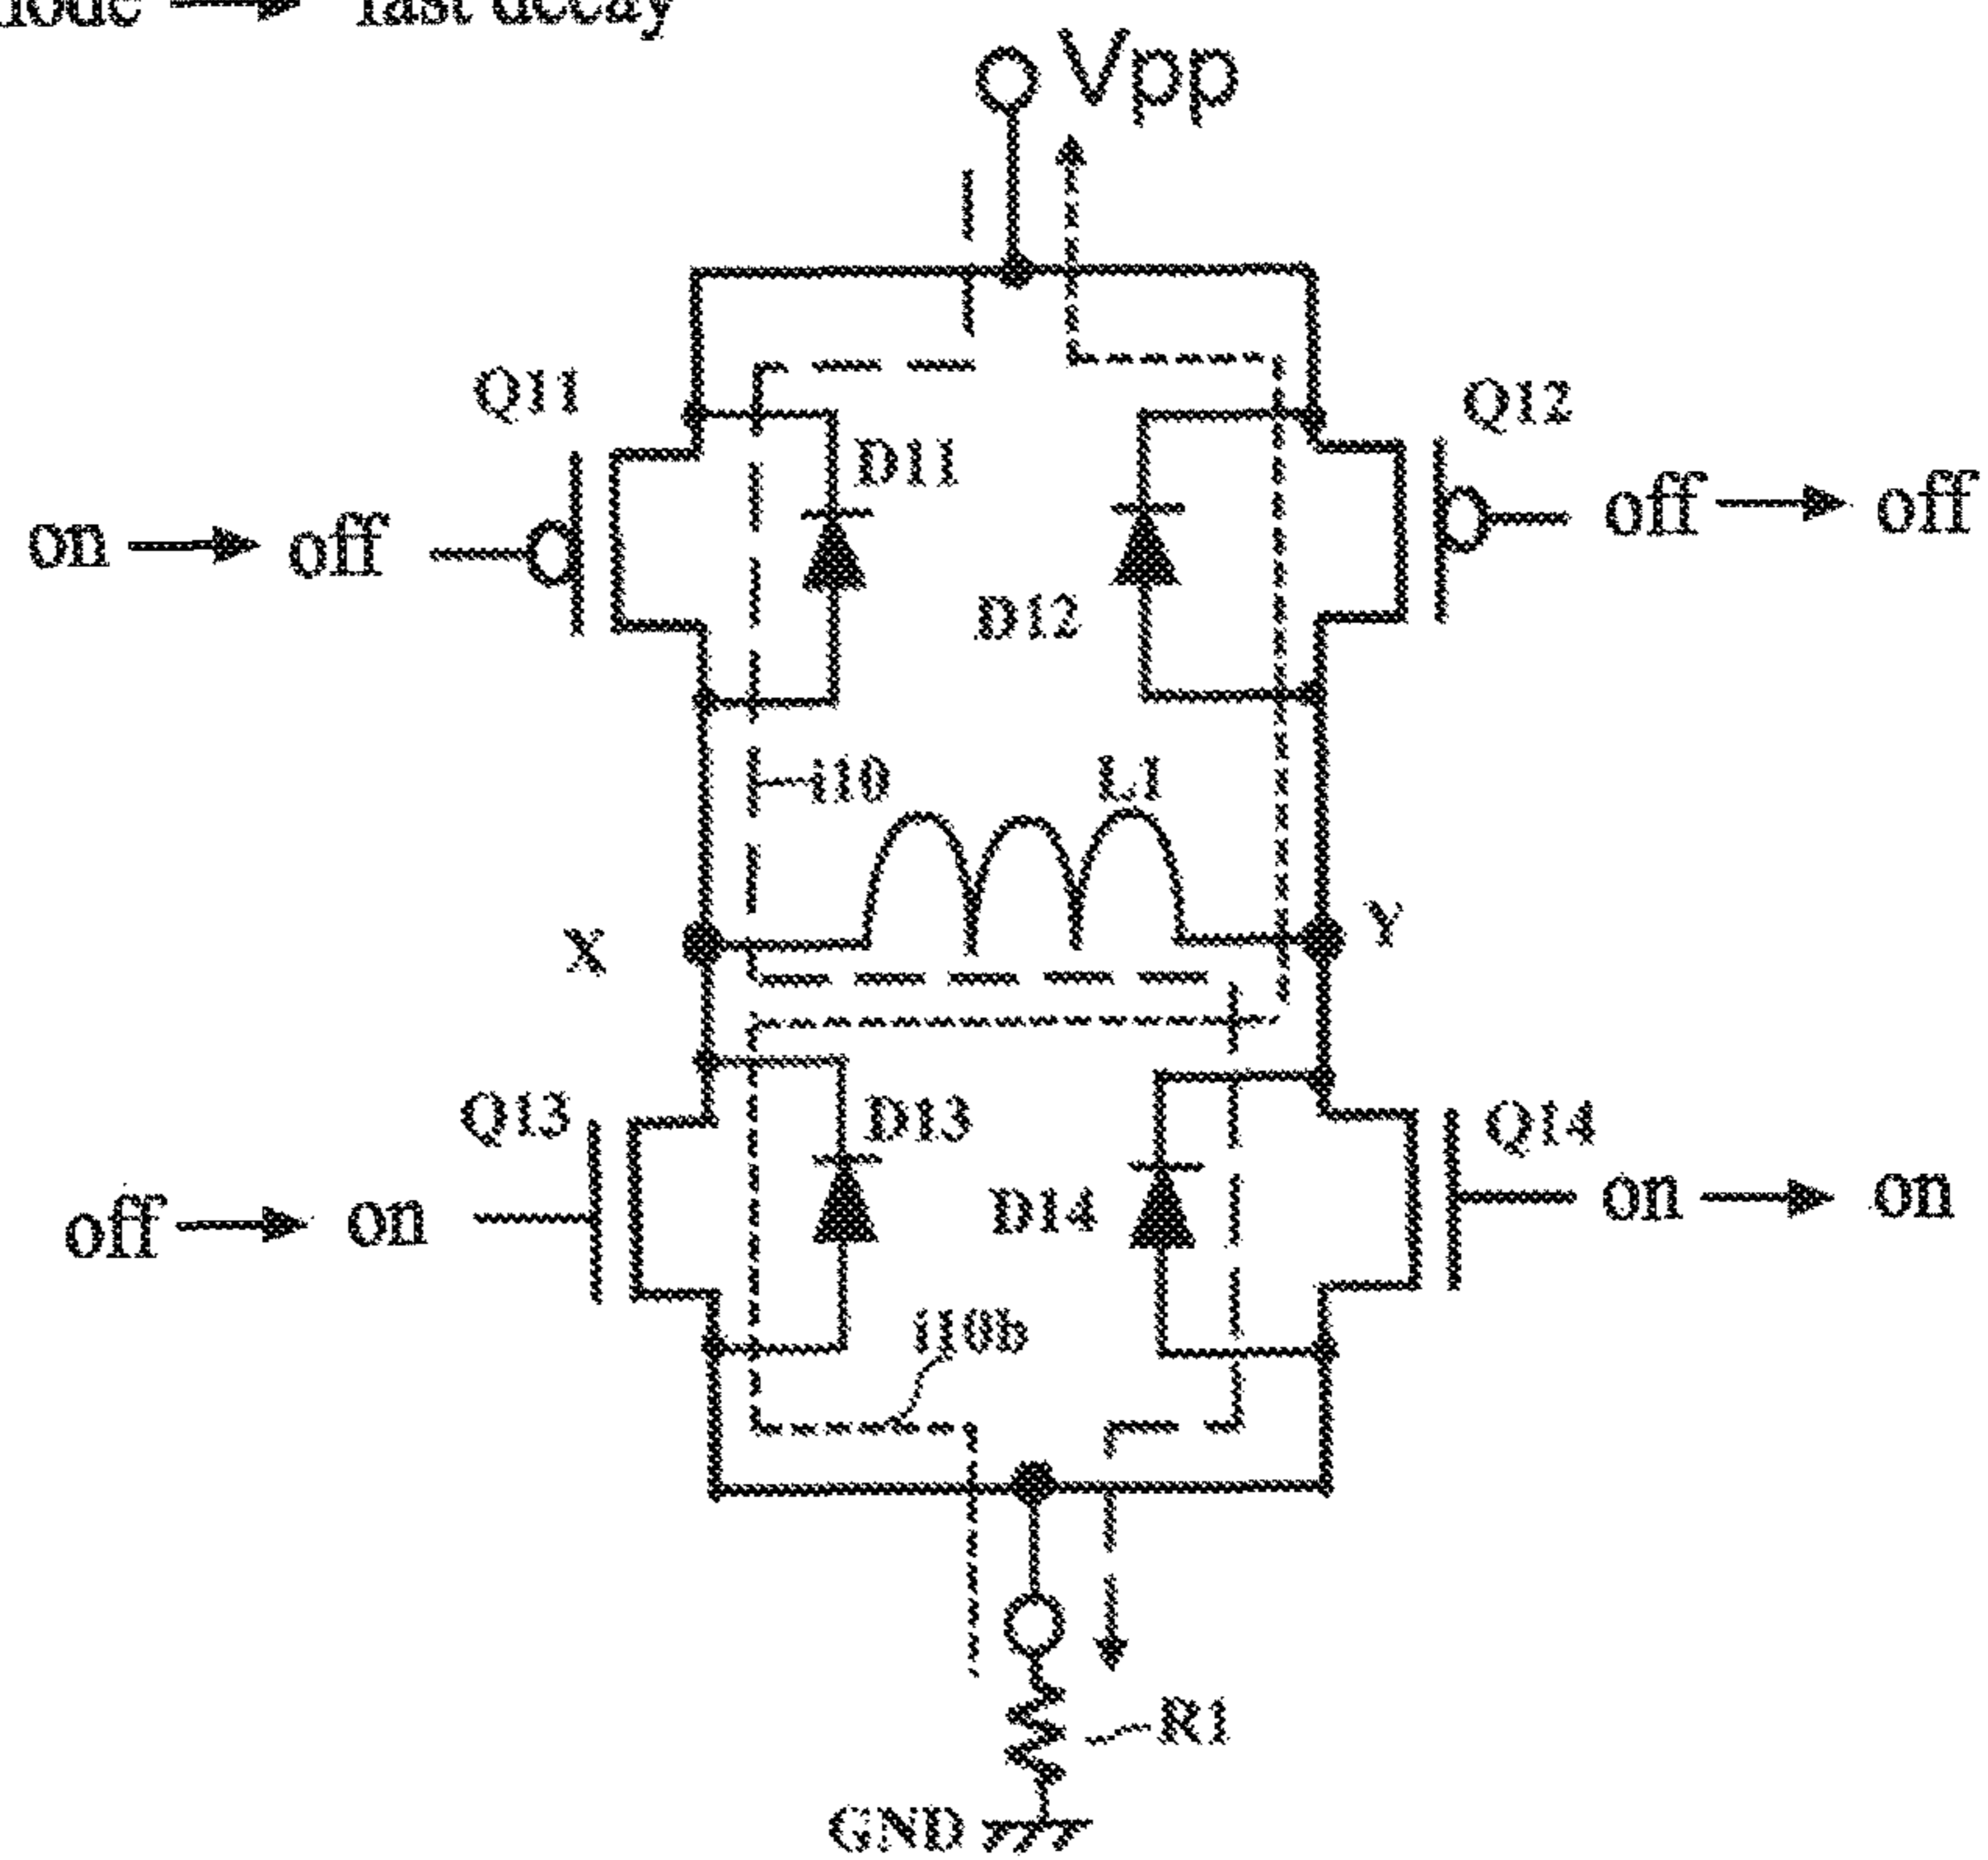 fast decay
Vpp
Q11
Q12
D11
on → off
off → off
D12
i10
L1
X
Y
Q13
D13
Q14
off → on
D14
on → on
i10b
R1
GND